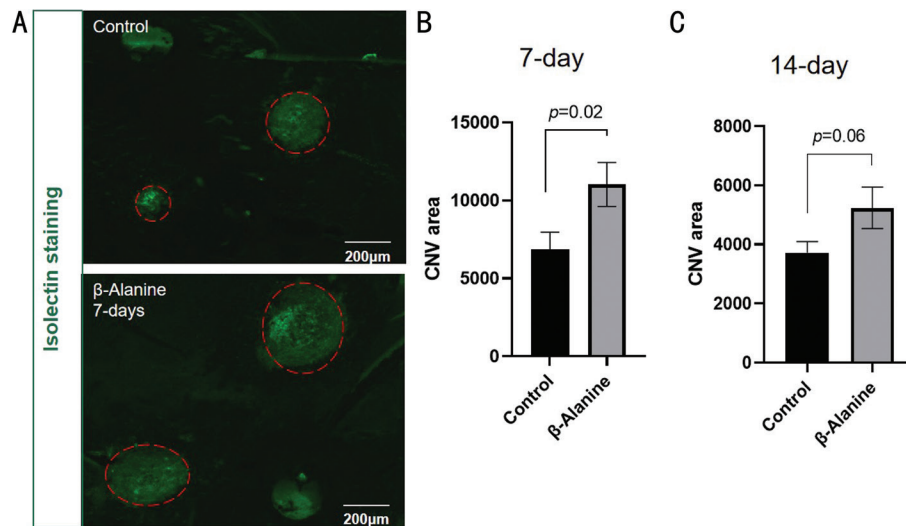 A
Isolectin staining
Control
200μm
β-Alanine
7-days
200μm
B
7-day
p=0.02
15000
10000
5000
0
CNV area
Control
β-Alanine
C
14-day
p=0.06
8000
6000
4000
2000
0
CNV area
Control
β-Alanine